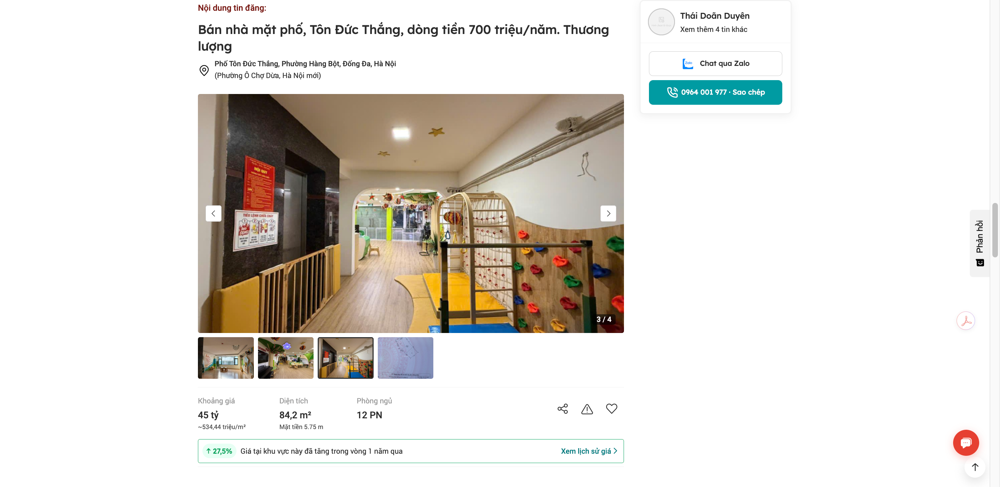 Nội dung tin đăng:
Bán nhà mặt phố, Tôn Đức Thắng, dòng tiền 700 triệu/năm. Thương
lượng
Phố Tôn Đức Thắng, Phường Hàng Bột, Đống Đa, Hà Nội
(Phường Ô Chợ Dừa, Hà Nội mới)
Thái Doãn Duyên
Xem thêm 4 tin khác
Zalo Chat qua Zalo
0964 001 977 · Sao chép
NỘI QUY
TIÊU LỆNH CHỮA CHÁY
1 2 3 4
3 / 4
Phản hồi
Khoảng giá
45 tỷ
~534,44 triệu/m²
Diện tích
84,2 m²
Mặt tiền 5.75 m
Phòng ngủ
12 PN
27,5% Giá tại khu vực này đã tăng trong vòng 1 năm qua
Xem lịch sử giá